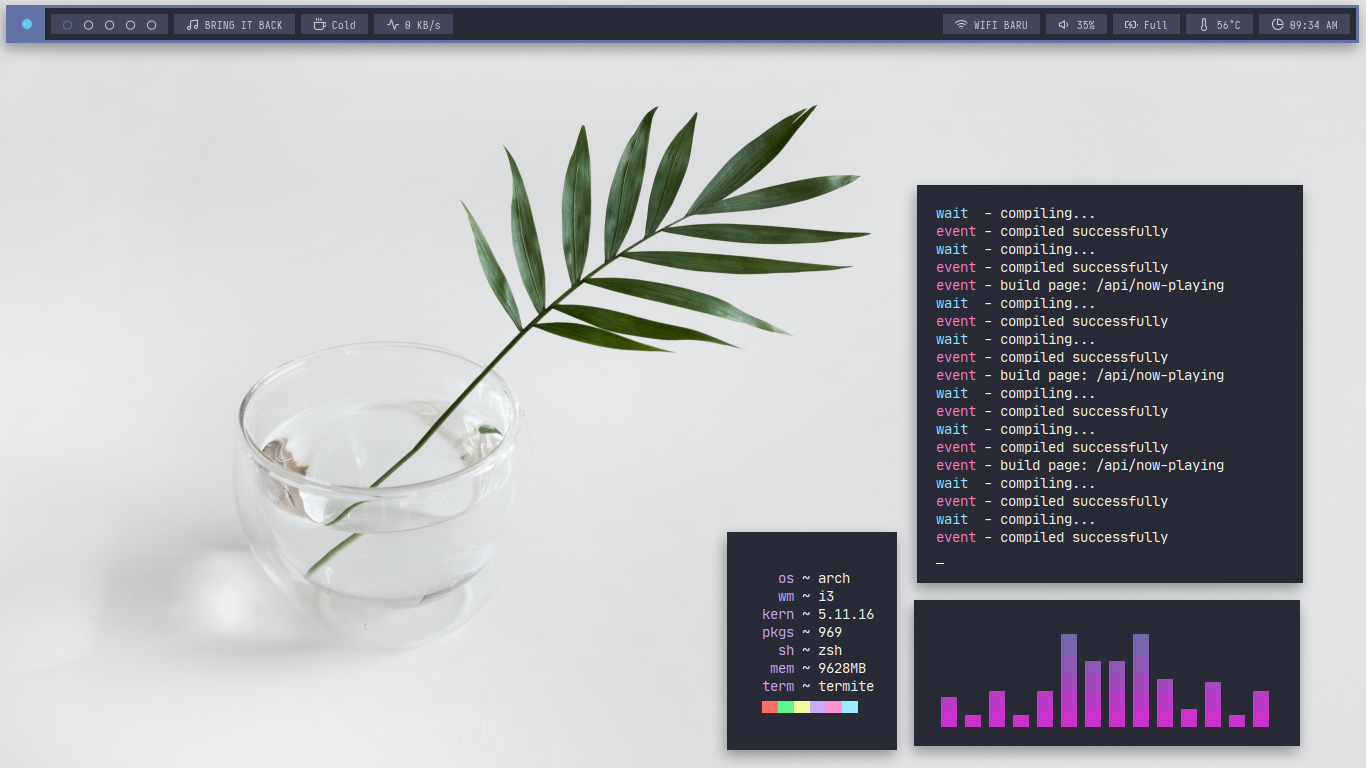 BRING IT BACK Cold 0 KB/s WIFI BARU 35% Full 56°C 09:34 AM
wait  - compiling...
event - compiled successfully
wait  - compiling...
event - compiled successfully
event - build page: /api/now-playing
wait  - compiling...
event - compiled successfully
wait  - compiling...
event - compiled successfully
event - build page: /api/now-playing
wait  - compiling...
event - compiled successfully
wait  - compiling...
event - compiled successfully
event - build page: /api/now-playing
wait  - compiling...
event - compiled successfully
wait  - compiling...
event - compiled successfully
_
os ~ arch
wm ~ i3
kern ~ 5.11.16
pkgs ~ 969
sh ~ zsh
mem ~ 9628MB
term ~ termite